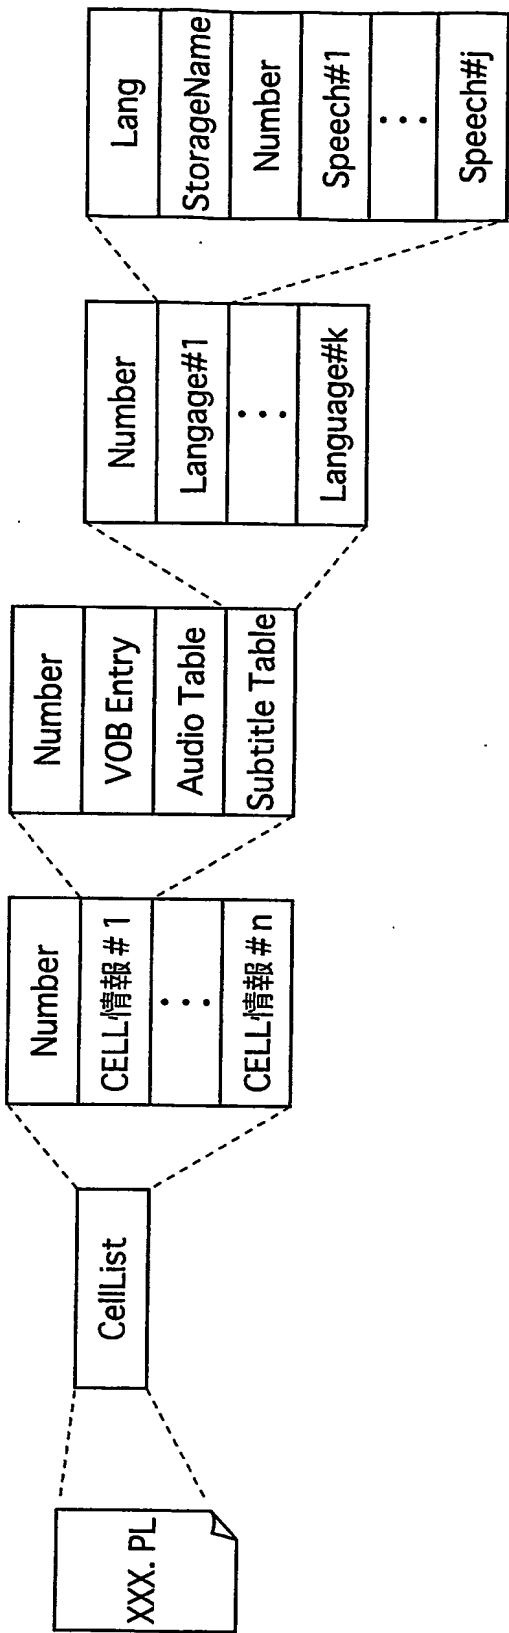 XXX. PL
CellList
Number
CELL情報#1
⋮
CELL情報#n
Number
VOB Entry
Audio Table
Subtitle Table
Number
Langage#1
⋮
Language#k
Lang
StorageName
Number
Speech#1
⋮
Speech#j